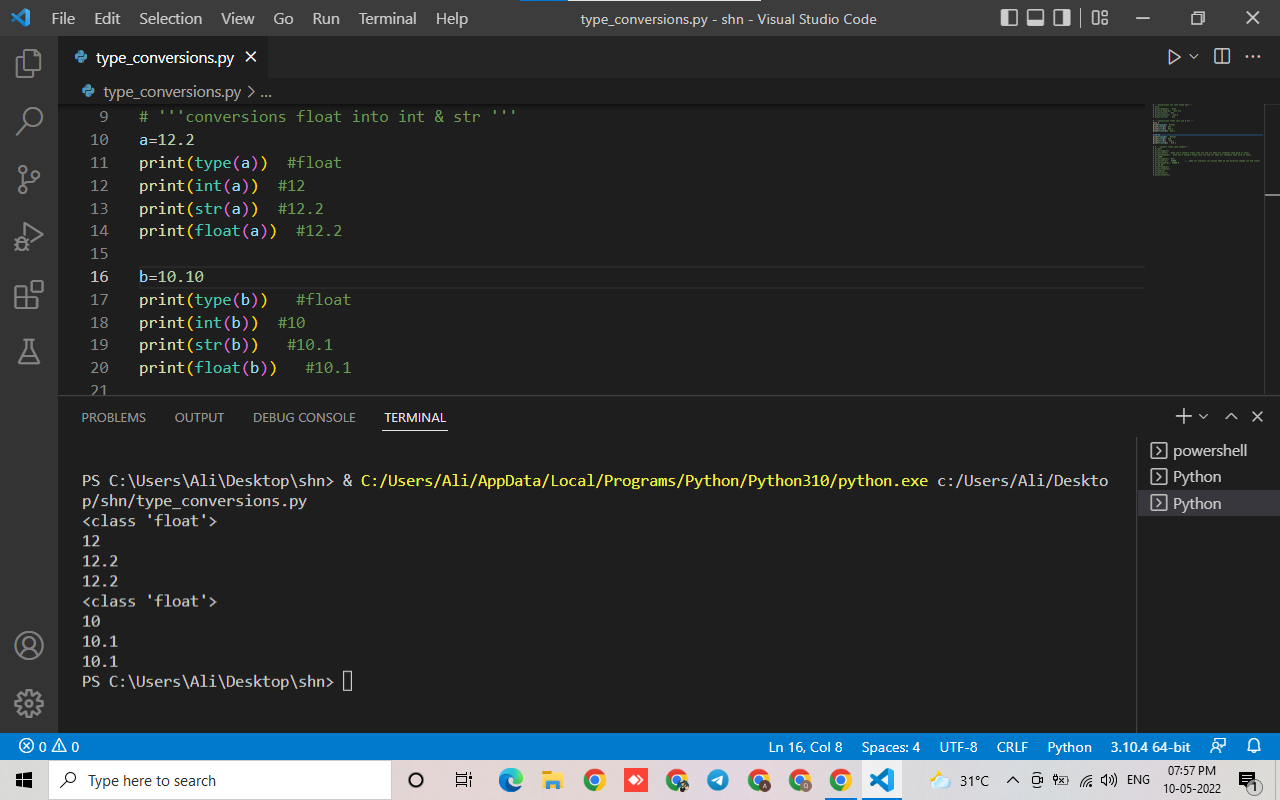 File Edit Selection View Go Run Terminal Help type_conversions.py - shn - Visual Studio Code
type_conversions.py
type_conversions.py > ...
9 # '''conversions float into int & str '''
10 a=12.2
11 print(type(a))  #float
12 print(int(a))  #12
13 print(str(a))  #12.2
14 print(float(a))  #12.2
15
16 b=10.10
17 print(type(b))   #float
18 print(int(b))  #10
19 print(str(b))   #10.1
20 print(float(b))   #10.1
21
PROBLEMS OUTPUT DEBUG CONSOLE TERMINAL
powershell
Python
Python
PS C:\Users\Ali\Desktop\shn> & C:/Users/Ali/AppData/Local/Programs/Python/Python310/python.exe c:/Users/Ali/Deskto
p/shn/type_conversions.py
<class 'float'>
12
12.2
12.2
<class 'float'>
10
10.1
10.1
PS C:\Users\Ali\Desktop\shn>
0 0 Ln 16, Col 8 Spaces: 4 UTF-8 CRLF Python 3.10.4 64-bit
Type here to search 31°C ENG 07:57 PM
10-05-2022 1